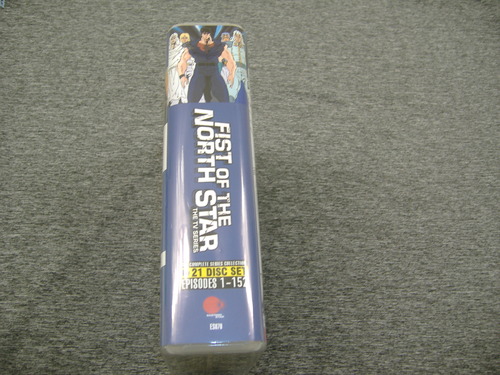 FIST OF THE
NORTH STAR
THE TV SERIES
COMPLETE SERIES COLLECTION
21 DISC SET
EPISODES 1-152